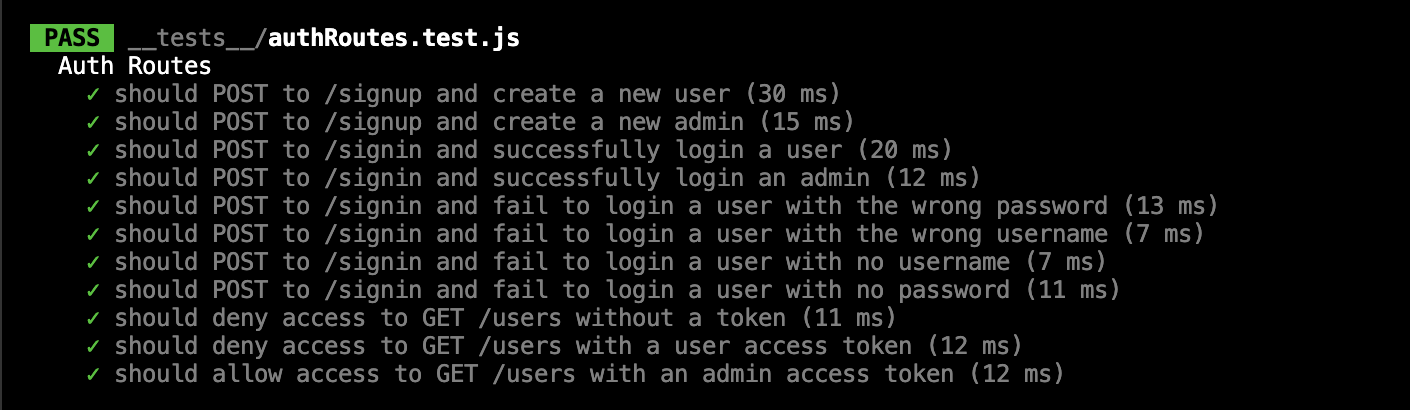 PASS __tests__/authRoutes.test.js
Auth Routes
✓ should POST to /signup and create a new user (30 ms)
✓ should POST to /signup and create a new admin (15 ms)
✓ should POST to /signin and successfully login a user (20 ms)
✓ should POST to /signin and successfully login an admin (12 ms)
✓ should POST to /signin and fail to login a user with the wrong password (13 ms)
✓ should POST to /signin and fail to login a user with the wrong username (7 ms)
✓ should POST to /signin and fail to login a user with no username (7 ms)
✓ should POST to /signin and fail to login a user with no password (11 ms)
✓ should deny access to GET /users without a token (11 ms)
✓ should deny access to GET /users with a user access token (12 ms)
✓ should allow access to GET /users with an admin access token (12 ms)